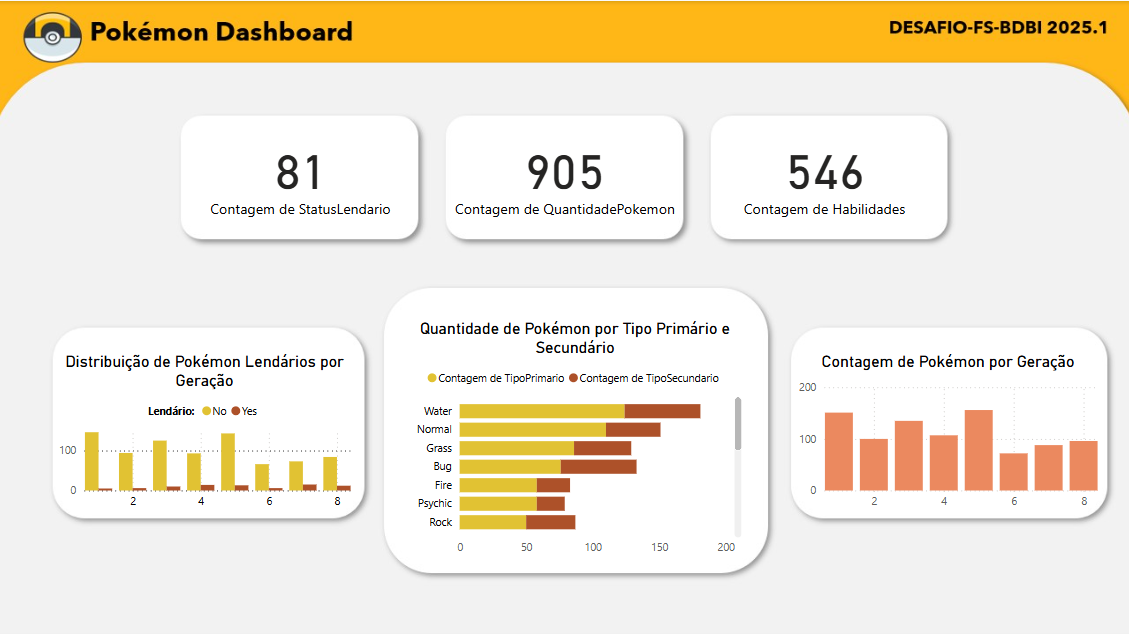 Pokémon Dashboard
DESAFIO-FS-BDBI 2025.1
81
Contagem de StatusLendario
905
Contagem de QuantidadePokemon
546
Contagem de Habilidades
Distribuição de Pokémon Lendários por
Geração
Lendário: No Yes
100
0
2 4 6 8
Quantidade de Pokémon por Tipo Primário e
Secundário
Contagem de TipoPrimario Contagem de TipoSecundario
Water
Normal
Grass
Bug
Fire
Psychic
Rock
0 50 100 150 200
Contagem de Pokémon por Geração
200
100
0
2 4 6 8